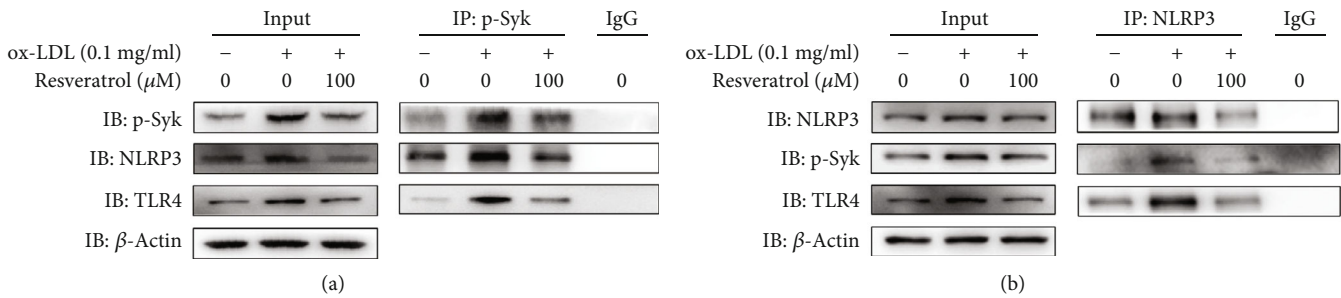 Input IP: p-Syk IgG
ox-LDL (0.1 mg/ml) − + + − + +
Resveratrol (μM) 0 0 100 0 0 100 0
IB: p-Syk
IB: NLRP3
IB: TLR4
IB: β-Actin
(a)
Input IP: NLRP3 IgG
ox-LDL (0.1 mg/ml) − + + − + +
Resveratrol (μM) 0 0 100 0 0 100 0
IB: NLRP3
IB: p-Syk
IB: TLR4
IB: β-Actin
(b)